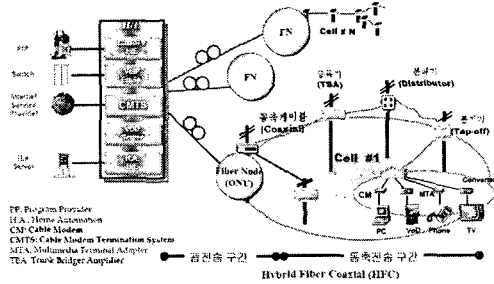 FN
Cell # N
FN
PP
Switch
Internet
Service
Provider
CMTS
H.A
Server
증폭기
(TBA)
분배기
(Distributor)
동축케이블
(Coaxial)
분기기
(Tap-off)
Fiber Node
(ONU)
Cell #1
Converter
CM
MTA
PC
VoD
Phone
TV
PP: Program Provider
H.A.: Home Automation
CM: Cable Modem
CMTS: Cable Modem Termination System
MTA: Multimedia Terminal Adapter
TBA: Trunk Bridger Amplifier
광전송 구간
동축전송 구간
Hybrid Fiber Coaxial (HFC)